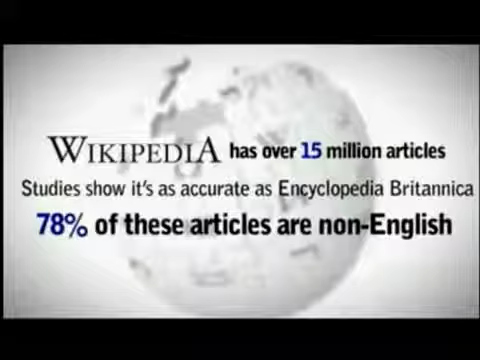 WIKIPEDIA has over 15 million articles
Studies show it's as accurate as Encyclopedia Britannica
78% of these articles are non-English